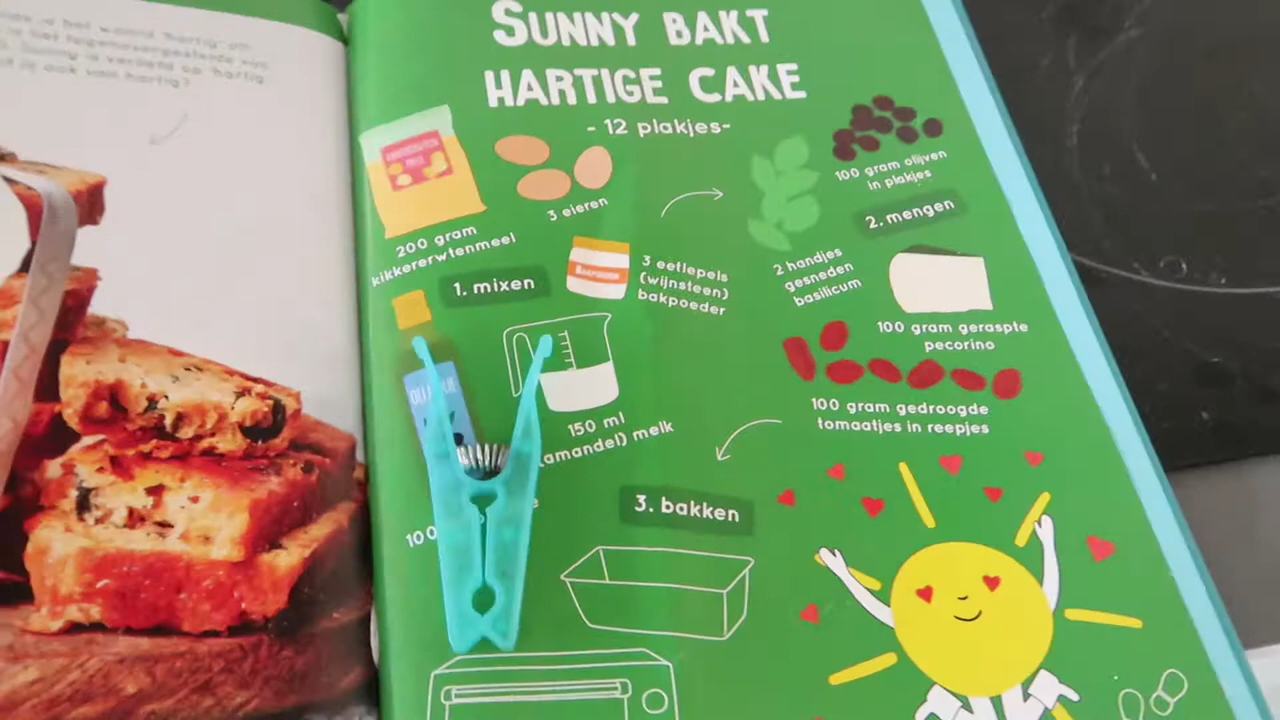 SUNNY BAKT
HARTIGE CAKE
- 12 plakjes-
200 gram
kikkererwtenmeel
3 eieren
1. mixen
BAKPOEDER
3 eetlepels
(wijnsteen)
bakpoeder
150 ml
(amandel) melk
100
100 gram olijven
in plakjes
2. mengen
2 handjes
gesneden
basilicum
100 gram geraspte
pecorino
100 gram gedroogde
tomaatjes in reepjes
3. bakken